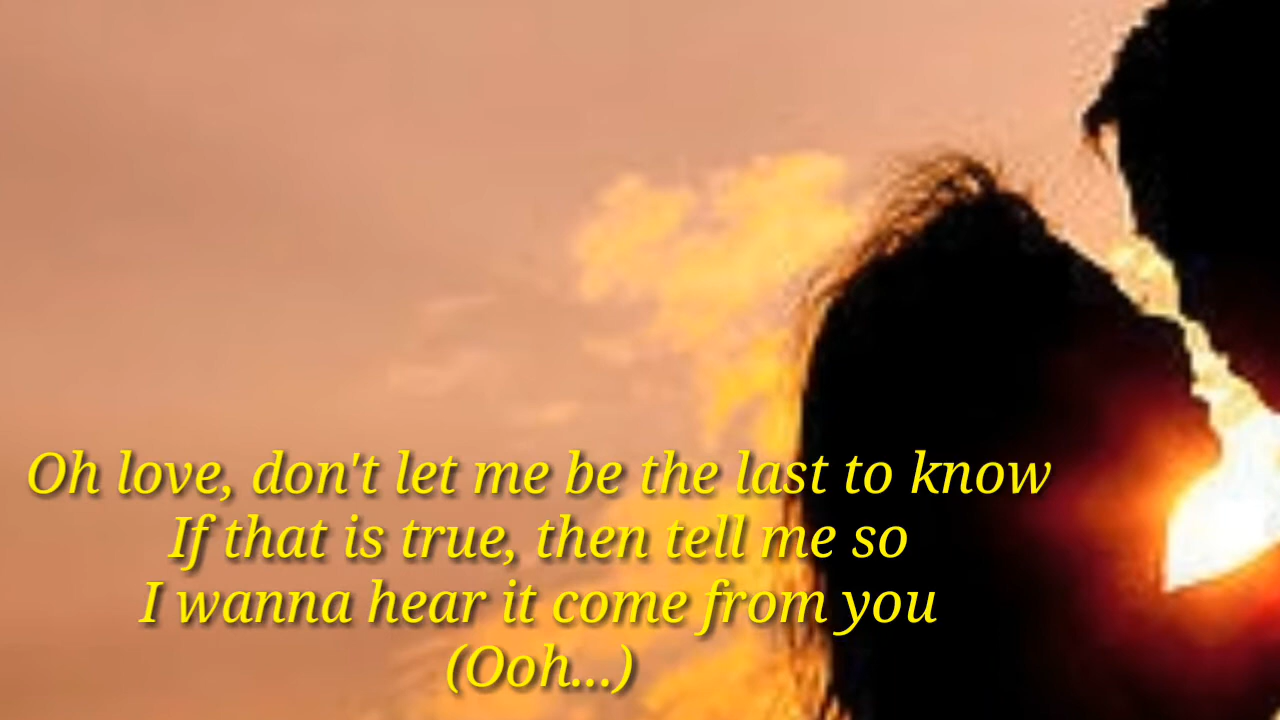 Oh love, don't let me be the last to know
If that is true, then tell me so
I wanna hear it come from you
(Ooh...)